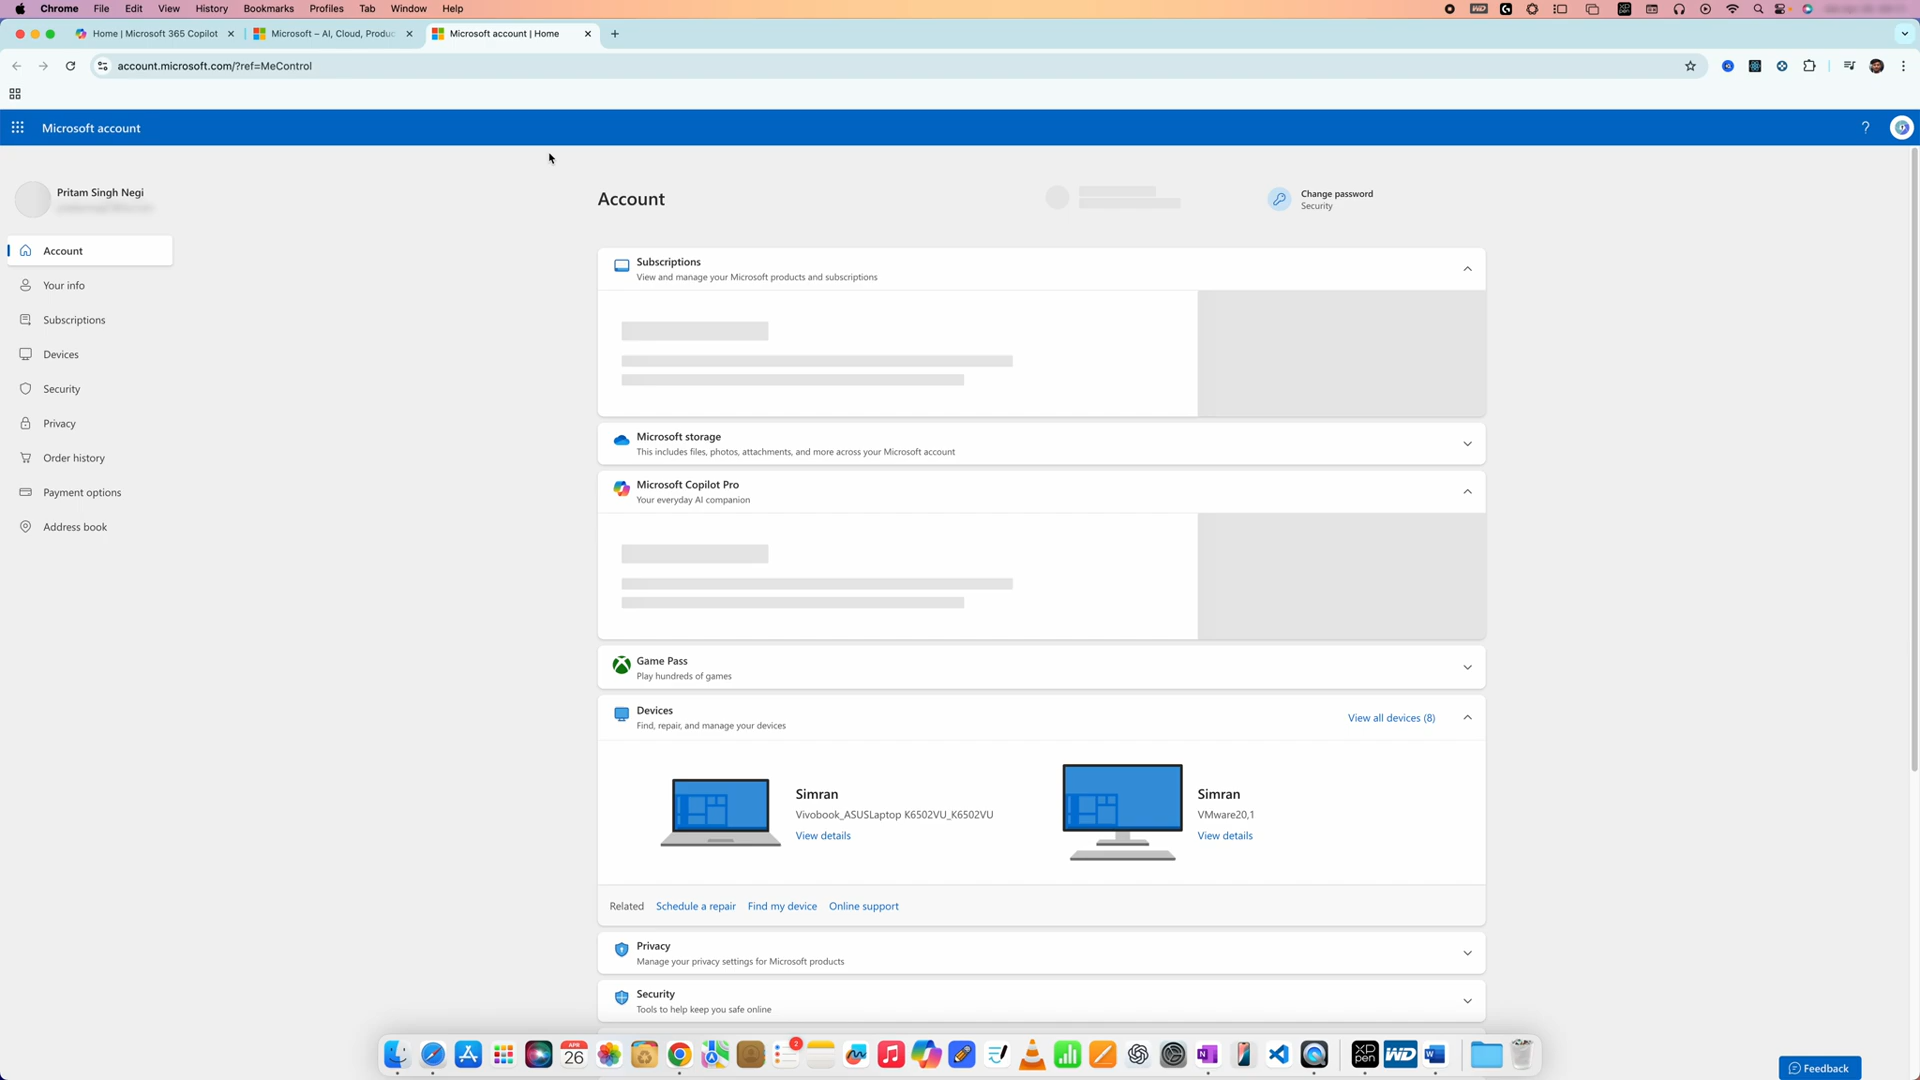 Chrome File Edit View History Bookmarks Profiles Tab Window Help
Home | Microsoft 365 Copilot
Microsoft – AI, Cloud, Produc
Microsoft account | Home
account.microsoft.com/?ref=MeControl
Microsoft account
?
Pritam Singh Negi
Account
Your info
Subscriptions
Devices
Security
Privacy
Order history
Payment options
Address book
Account
Change password
Security
Subscriptions
View and manage your Microsoft products and subscriptions
Microsoft storage
This includes files, photos, attachments, and more across your Microsoft account
Microsoft Copilot Pro
Your everyday AI companion
Game Pass
Play hundreds of games
Devices
Find, repair, and manage your devices
View all devices (8)
Simran
Vivobook_ASUSLaptop K6502VU_K6502VU
View details
Simran
VMware20,1
View details
Related Schedule a repair Find my device Online support
Privacy
Manage your privacy settings for Microsoft products
Security
Tools to help keep you safe online
APR
26
2
XP
pen
WD
Feedback